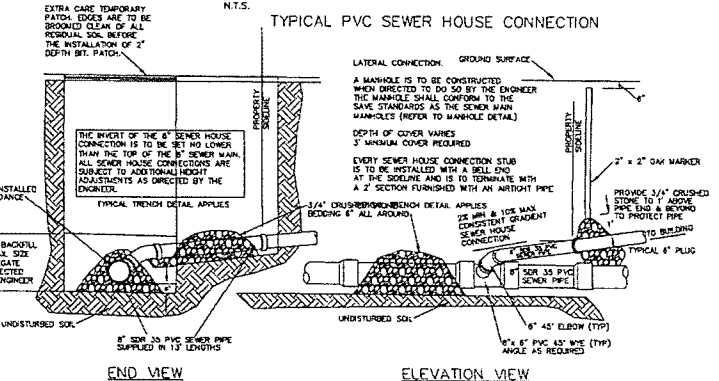 N.T.S.
TYPICAL PVC SEWER HOUSE CONNECTION
EXTRA CARE TEMPORARY
PATCH. EDGES ARE TO BE
BROOMED CLEAN OF ALL
RESIDUAL SOIL BEFORE
THE INSTALLATION OF 2"
DEPTH BIT. PATCH.
PROPERTY
SIDELINE
THE INVERT OF THE 6" SEWER HOUSE
CONNECTION IS TO BE SET NO LOWER
THAN THE TOP OF THE 8" SEWER MAIN.
ALL SEWER HOUSE CONNECTIONS ARE
SUBJECT TO ADDITIONAL HEIGHT
ADJUSTMENTS AS DIRECTED BY THE
ENGINEER.
TYPICAL TRENCH DETAIL APPLIES
NSTALLED
DANCE
BACKFILL
SIZE
GATE
ECTED
ENGINEER
UNDISTURBED SOIL
8" SDR 35 PVC SEWER PIPE
SUPPLIED IN 13' LENGTHS
END VIEW
LATERAL CONNECTION.
A MANHOLE IS TO BE CONSTRUCTED
WHEN DIRECTED TO DO SO BY THE ENGINEER
THE MANHOLE SHALL CONFORM TO THE
SAVE STANDARDS AS THE SEWER MAIN
MANHOLES (REFER TO MANHOLE DETAIL)
DEPTH OF COVER VARIES
3' MINIMUM COVER REQUIRED
EVERY SEWER HOUSE CONNECTION STUB
IS TO BE INSTALLED WITH A BELL END
AT THE SIDELINE AND IS TO TERMINATE WITH
A 2' SECTION FURNISHED WITH AN AIRTIGHT PIPE
3/4" CRUSHED TRENCH DETAIL APPLIES
BEDDING 6" ALL AROUND
2% MIN & 10% MAX
CONSISTENT GRADIENT
SEWER HOUSE
CONNECTION
GROUND SURFACE
6"
PROPERTY
SIDELINE
2" x 2" OAK MARKER
PROVIDE 3/4" CRUSHED
STONE TO 1' ABOVE
PIPE END & BEYOND
TO PROTECT PIPE
1'
TO BUILDING
TYPICAL 6" PLUG
6" SDR 35 PVC
SEWER PIPE
8" SDR 35 PVC
SEWER PIPE
UNDISTURBED SOIL
6" 45° ELBOW (TYP)
8"x 6" PVC 45° WYE (TYP)
ANGLE AS REQUIRED
ELEVATION VIEW